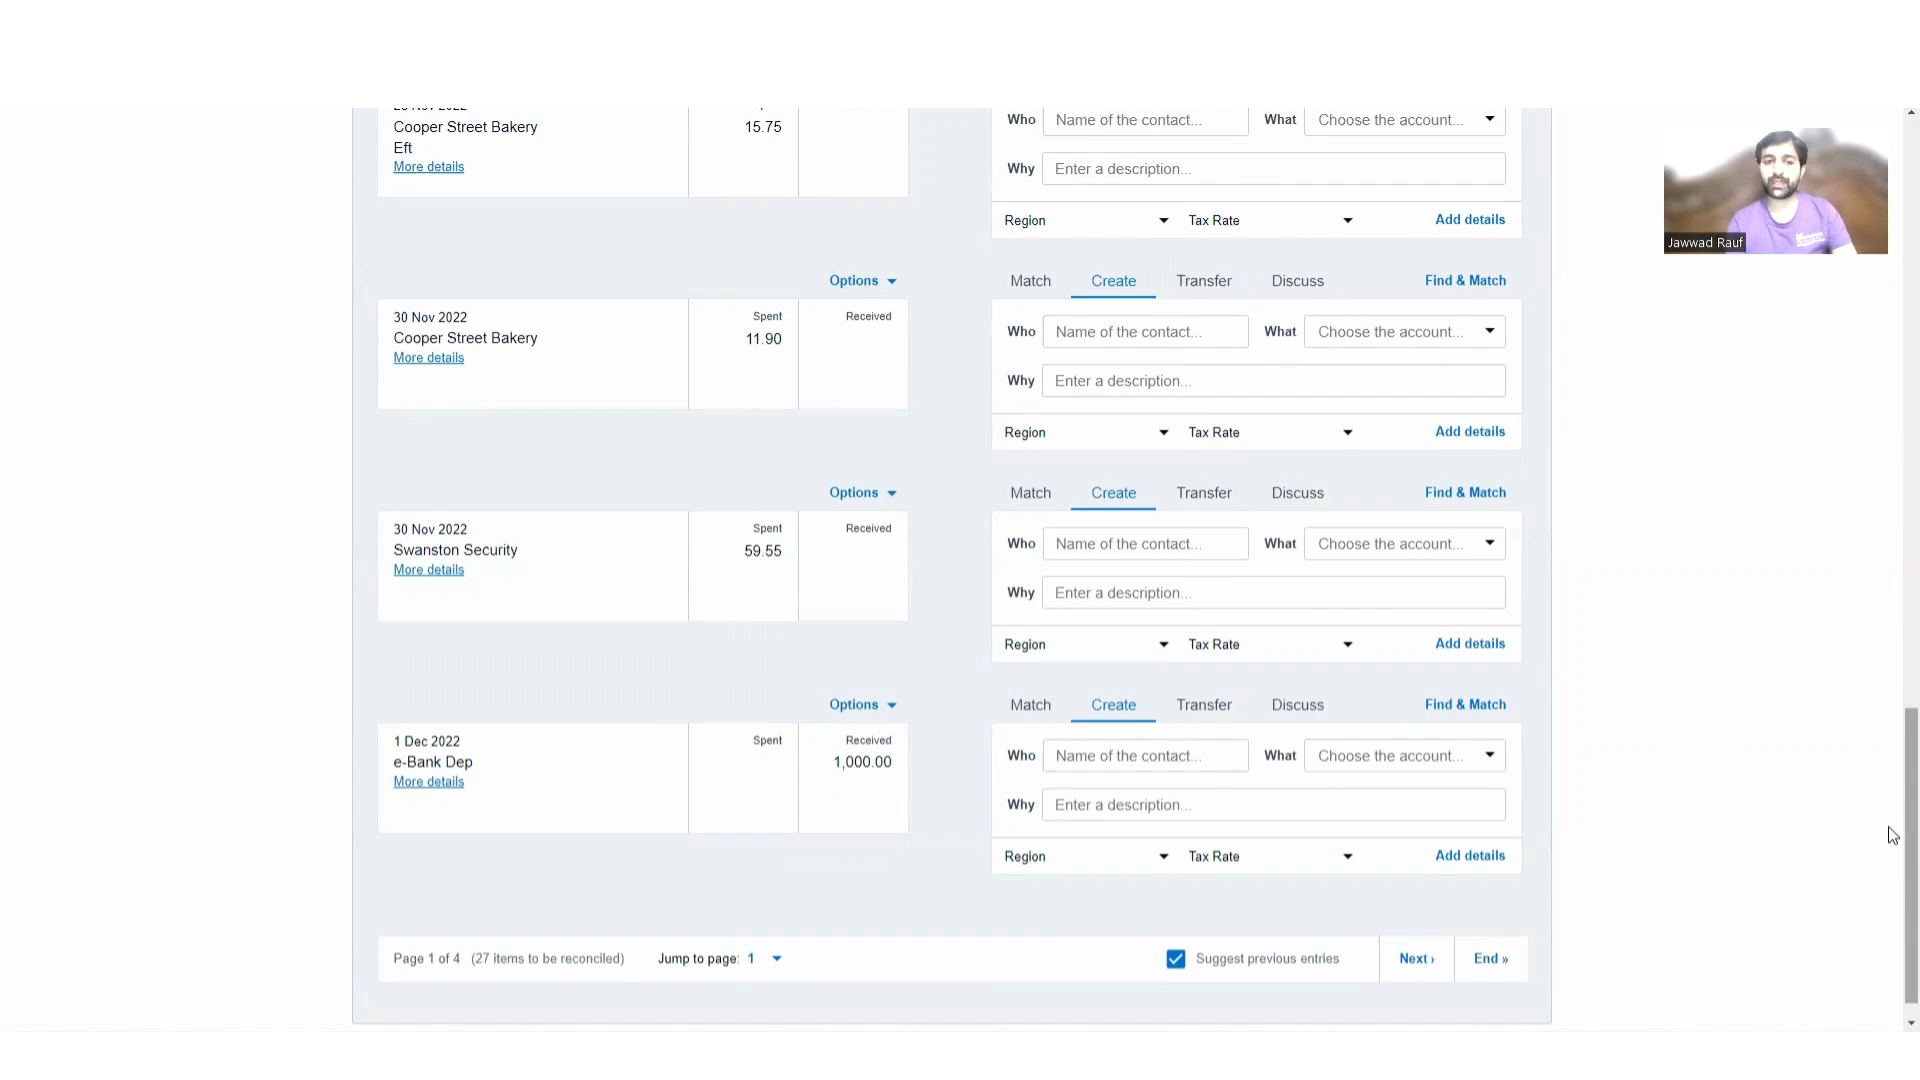 Cooper Street Bakery 15.75
Eft
More details
Who Name of the contact... What Choose the account...
Why Enter a description...
Region Tax Rate Add details
Jawwad Rauf
Options Match Create Transfer Discuss Find & Match
30 Nov 2022 Spent Received
Cooper Street Bakery 11.90
More details
Who Name of the contact... What Choose the account...
Why Enter a description...
Region Tax Rate Add details
Options Match Create Transfer Discuss Find & Match
30 Nov 2022 Spent Received
Swanston Security 59.55
More details
Who Name of the contact... What Choose the account...
Why Enter a description...
Region Tax Rate Add details
Options Match Create Transfer Discuss Find & Match
1 Dec 2022 Spent Received
e-Bank Dep 1,000.00
More details
Who Name of the contact... What Choose the account...
Why Enter a description...
Region Tax Rate Add details
Page 1 of 4 (27 items to be reconciled) Jump to page: 1 Suggest previous entries Next › End »